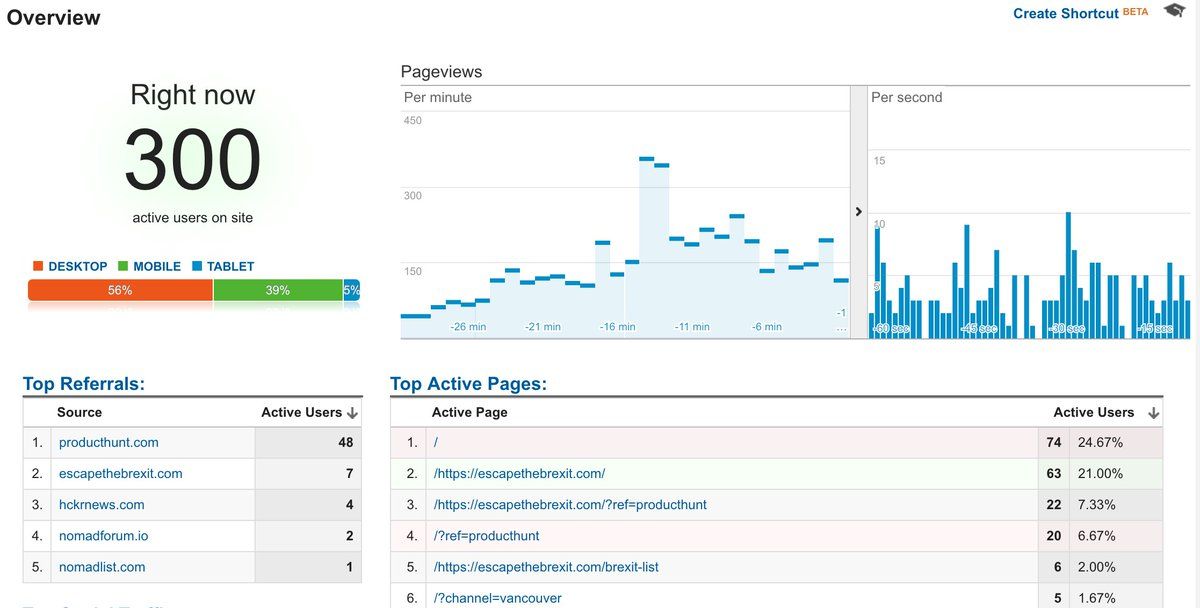 Overview
Create Shortcut BETA
Right now
300
active users on site
DESKTOP MOBILE TABLET
56% 39% 5%
Pageviews
Per minute
450
300
150
-26 min -21 min -16 min -11 min -6 min -1
...
Per second
15
10
5
-60 sec -45 sec -30 sec -15 sec
Top Referrals:
Source Active Users
1. producthunt.com 48
2. escapethebrexit.com 7
3. hckrnews.com 4
4. nomadforum.io 2
5. nomadlist.com 1
Top Active Pages:
Active Page Active Users
1. / 74 24.67%
2. /https://escapethebrexit.com/ 63 21.00%
3. /https://escapethebrexit.com/?ref=producthunt 22 7.33%
4. /?ref=producthunt 20 6.67%
5. /https://escapethebrexit.com/brexit-list 6 2.00%
6. /?channel=vancouver 5 1.67%